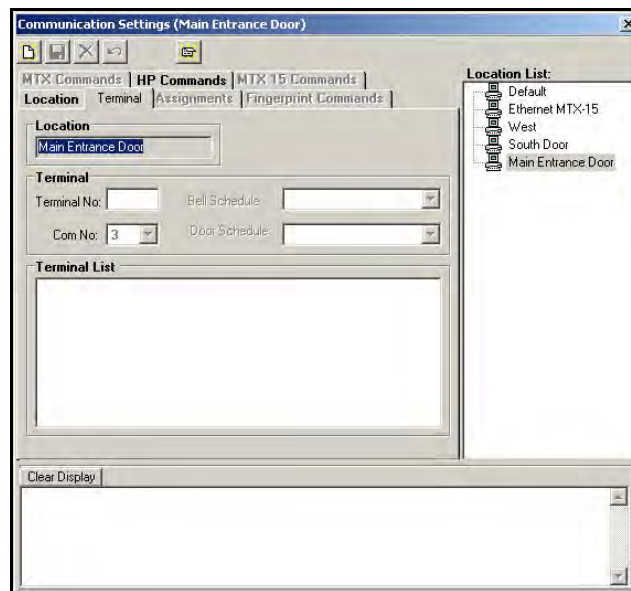 Communication Settings (Main Entrance Door)
MTX Commands HP Commands MTX 15 Commands
Location Terminal Assignments Fingerprint Commands
Location
Main Entrance Door
Terminal
Terminal No: Bell Schedule
Com No: 3 Door Schedule:
Terminal List
Location List:
Default
Ethernet MTX-15
West
South Door
Main Entrance Door
Clear Display